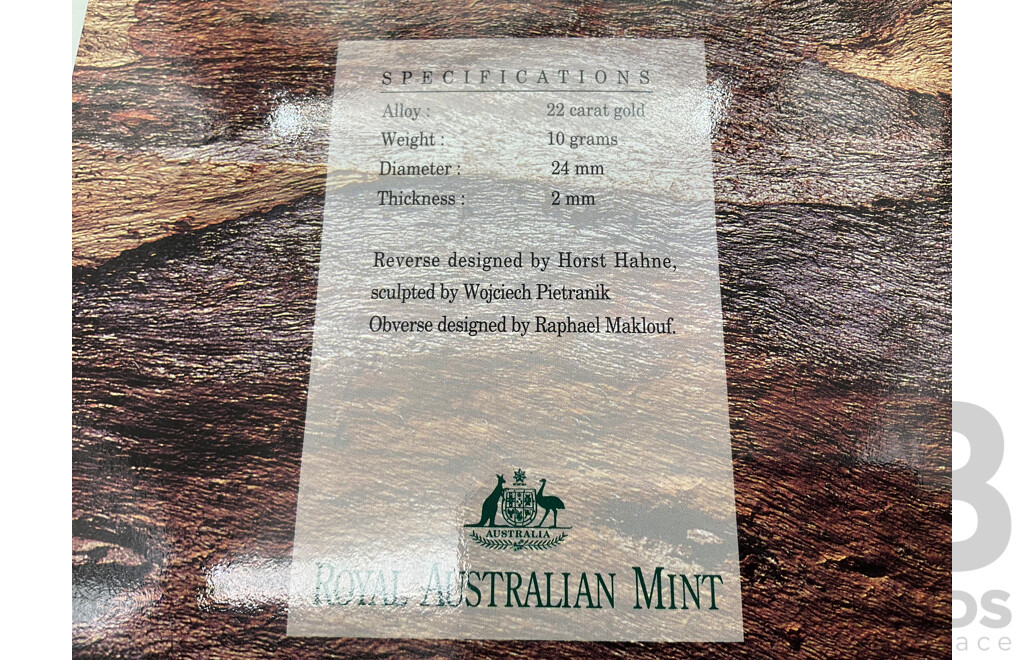 SPECIFICATIONS
Alloy : 22 carat gold
Weight : 10 grams
Diameter : 24 mm
Thickness : 2 mm
Reverse designed by Horst Hahne,
sculpted by Wojciech Pietranik
Obverse designed by Raphael Maklouf.
AUSTRALIA
ROYAL AUSTRALIAN MINT